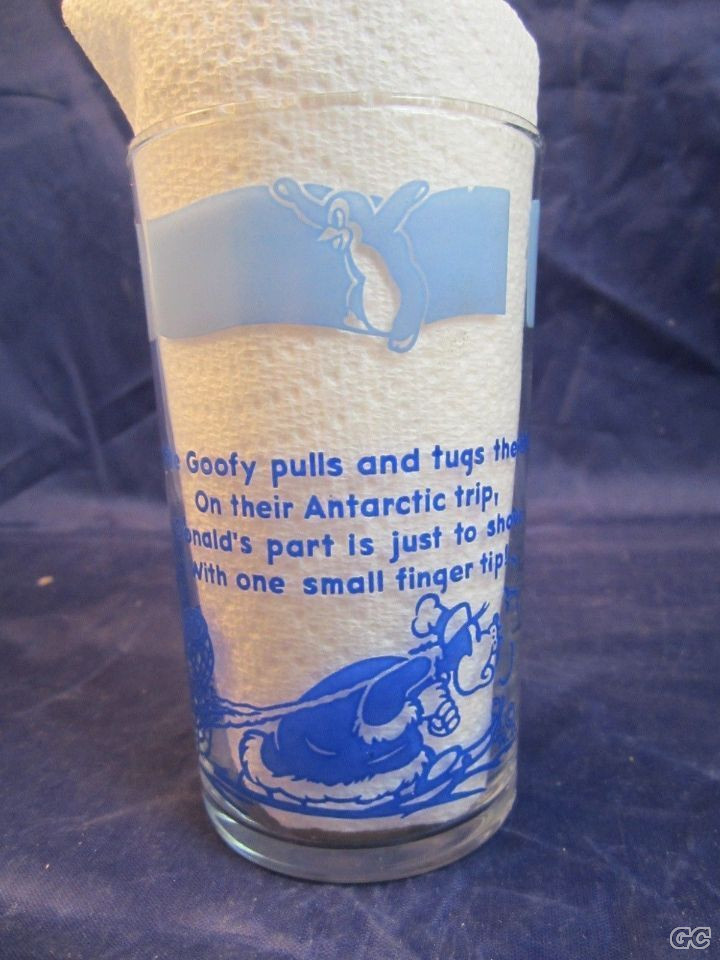 Goofy pulls and tugs the
On their Antarctic trip,
Donald's part is just to sho
With one small finger tip!
GC